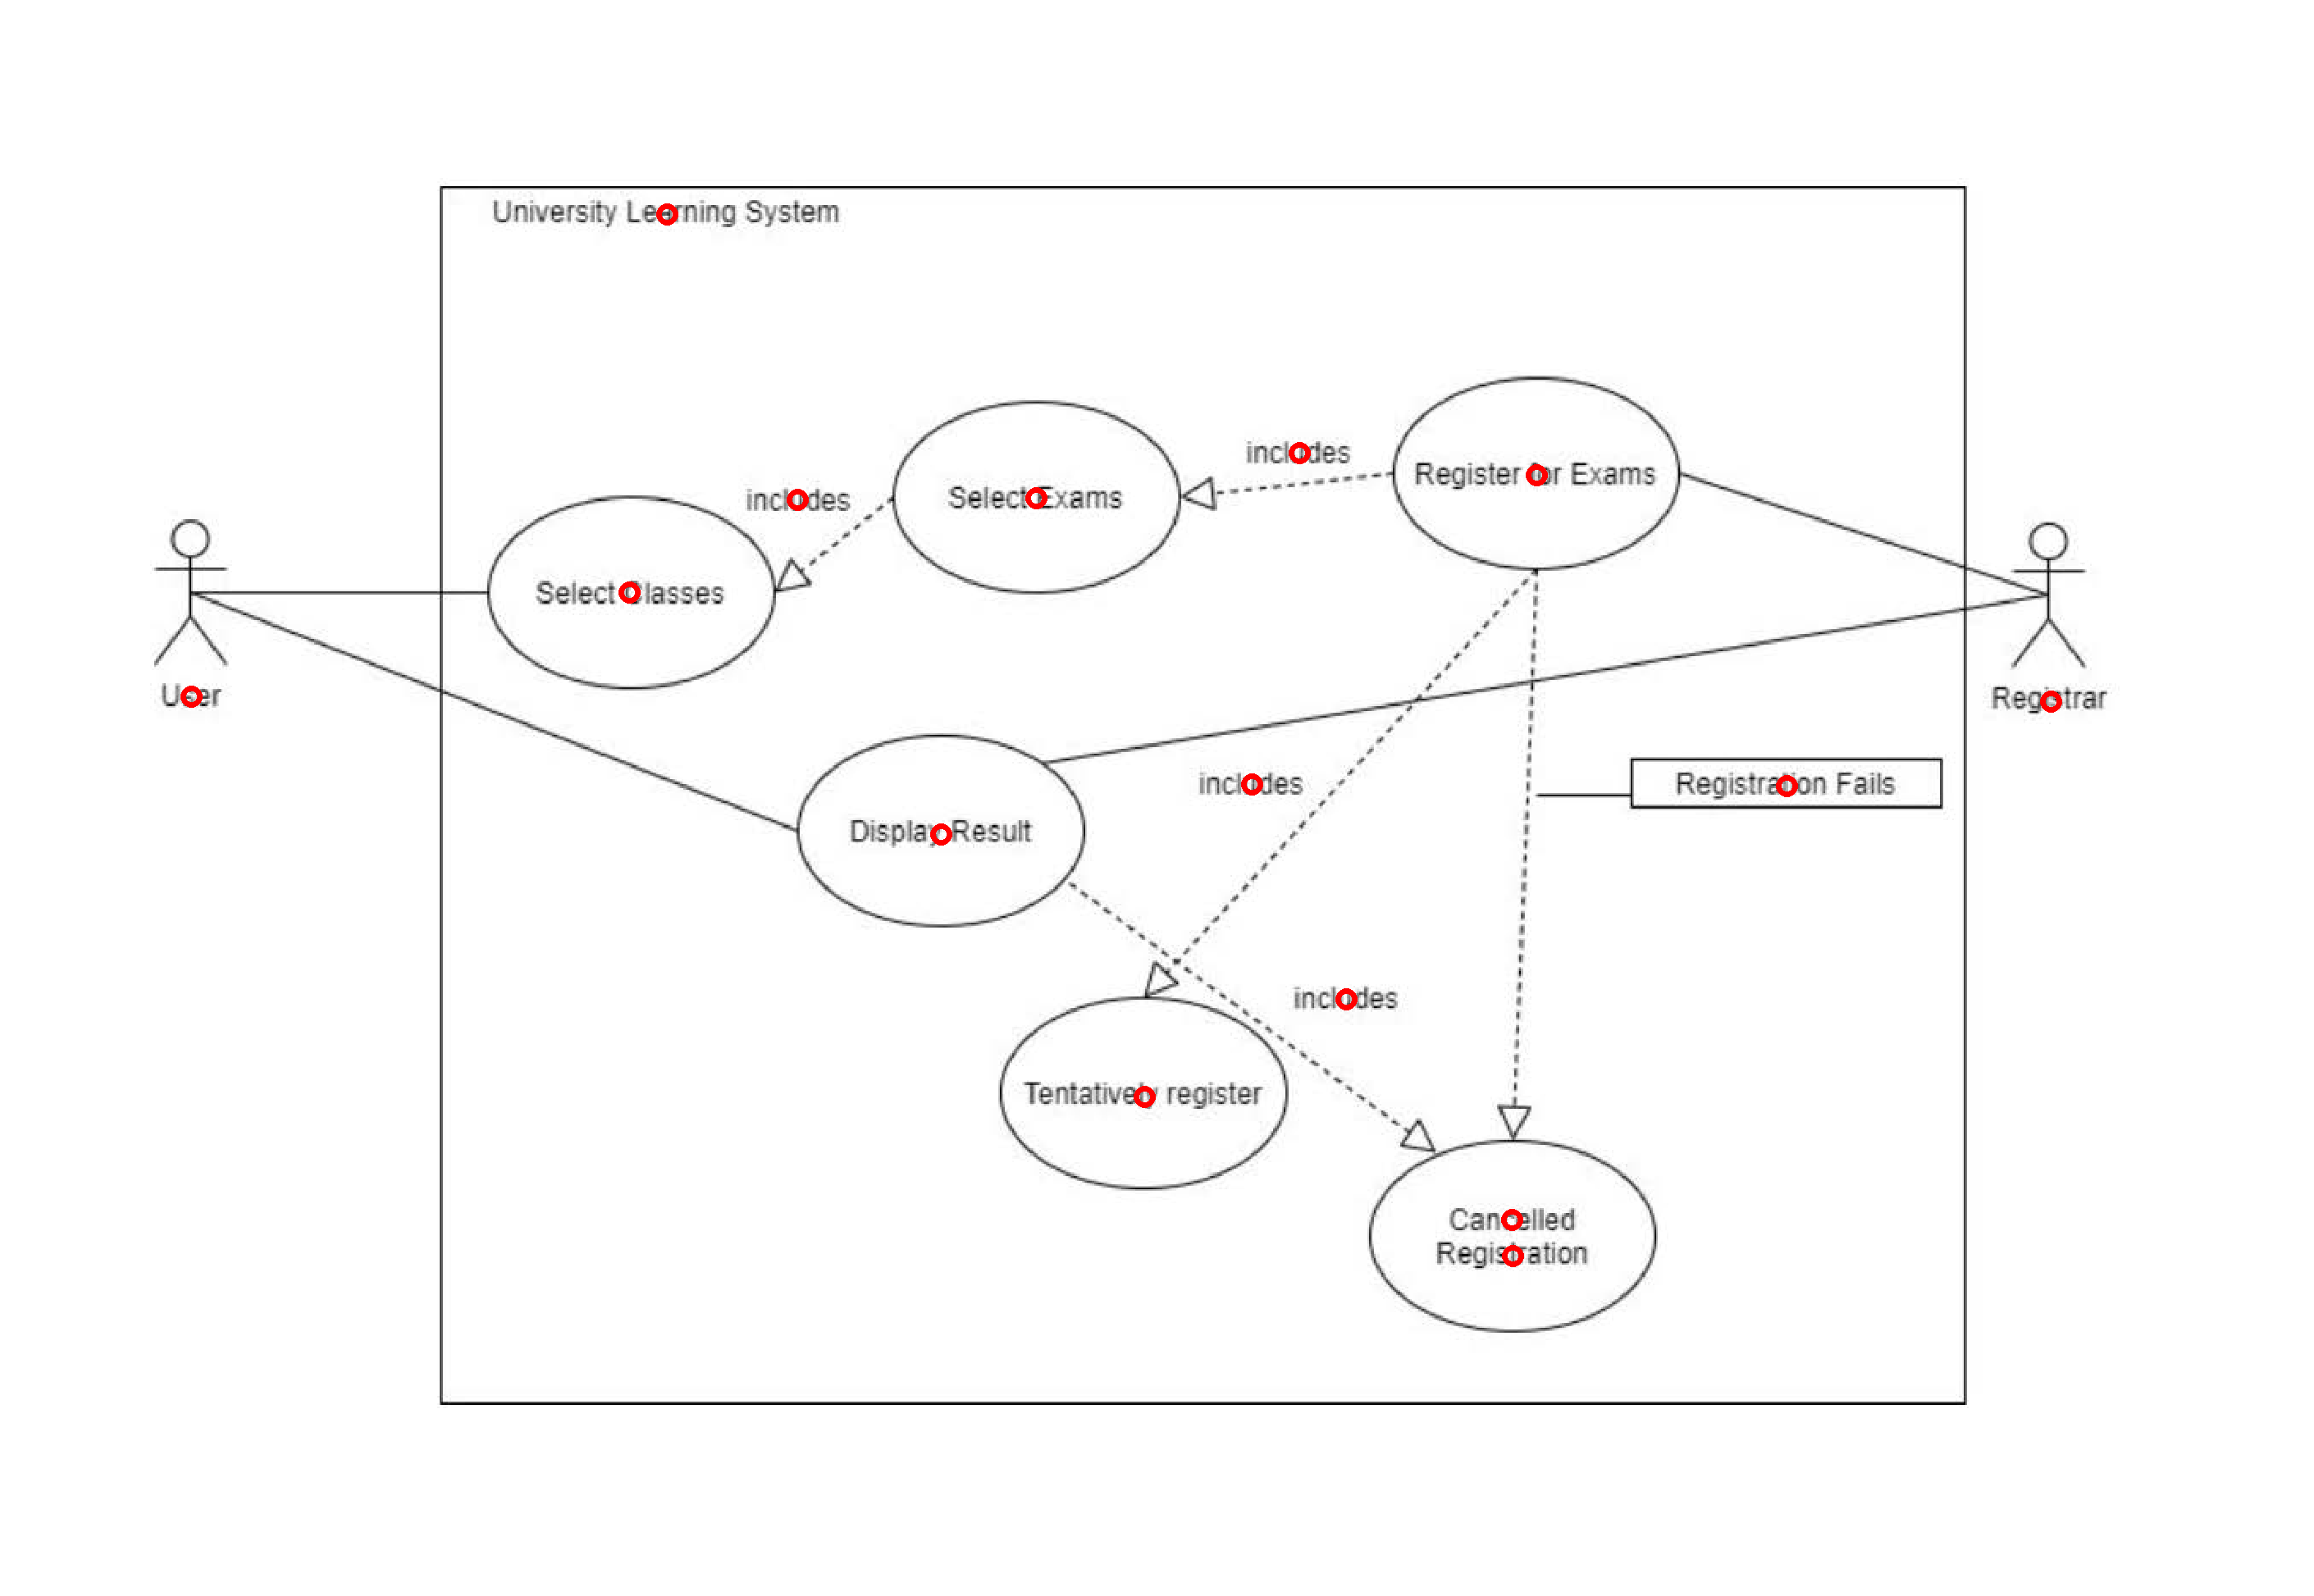 University Learning System
includes
Register for Exams
includes
Select Exams
Select Classes
User
Registrar
includes
Registration Fails
Display Result
includes
Tentatively register
Cancelled
Registration